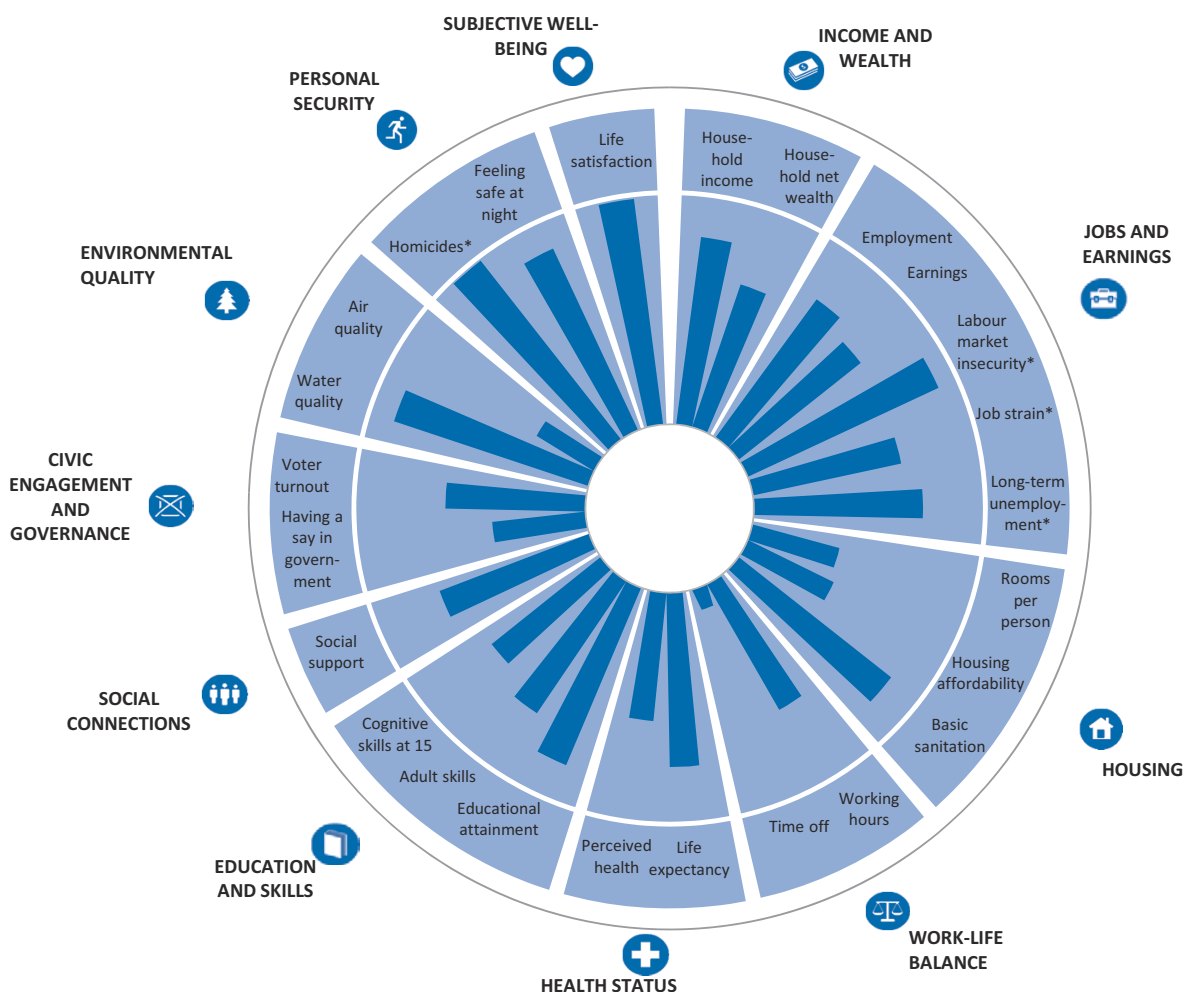 SUBJECTIVE WELL-
BEING
INCOME AND
WEALTH
PERSONAL
SECURITY
Life
satisfaction
House-
hold
income
House-
hold net
wealth
Feeling
safe at
night
Homicides*
Employment
Earnings
JOBS AND
EARNINGS
ENVIRONMENTAL
QUALITY
Air
quality
Labour
market
insecurity*
Water
quality
Job strain*
CIVIC
ENGAGEMENT
AND
GOVERNANCE
Voter
turnout
Having a
say in
govern-
ment
Long-term
unemploy-
ment*
Rooms
per
person
Social
support
Housing
affordability
SOCIAL
CONNECTIONS
Cognitive
skills at 15
Basic
sanitation
Adult skills
HOUSING
Educational
attainment
Working
hours
Time off
Perceived
health
Life
expectancy
EDUCATION
AND SKILLS
WORK-LIFE
BALANCE
HEALTH STATUS